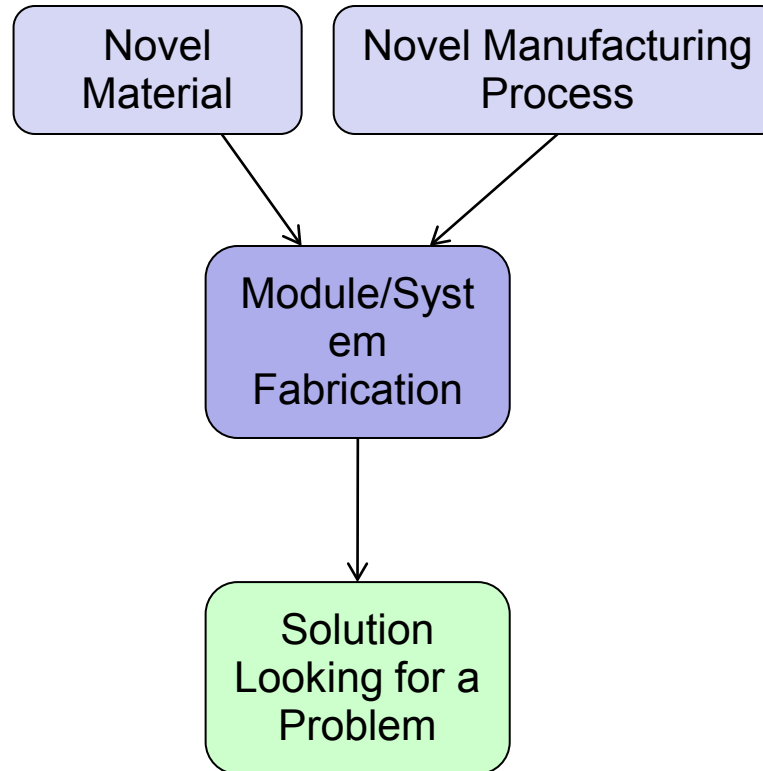 Novel
Material
Novel Manufacturing
Process
Module/Syst
em
Fabrication
Solution
Looking for a
Problem